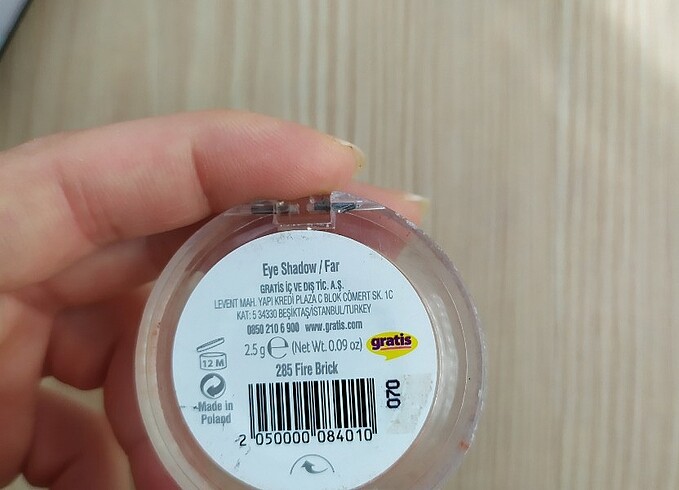 Eye Shadow / Far
GRATİS İÇ VE DIŞ TİC. A.Ş.
LEVENT MAH. YAPI KREDİ PLAZA C BLOK CÖMERT SK. 1C
KAT: 5 34330 BEŞİKTAŞ/İSTANBUL/TURKEY
0850 210 6 900 www.gratis.com
2.5 g ℮ (Net Wt. 0.09 oz) gratis
12 M
285 Fire Brick
Made in
Poland
070
2 050000 084010